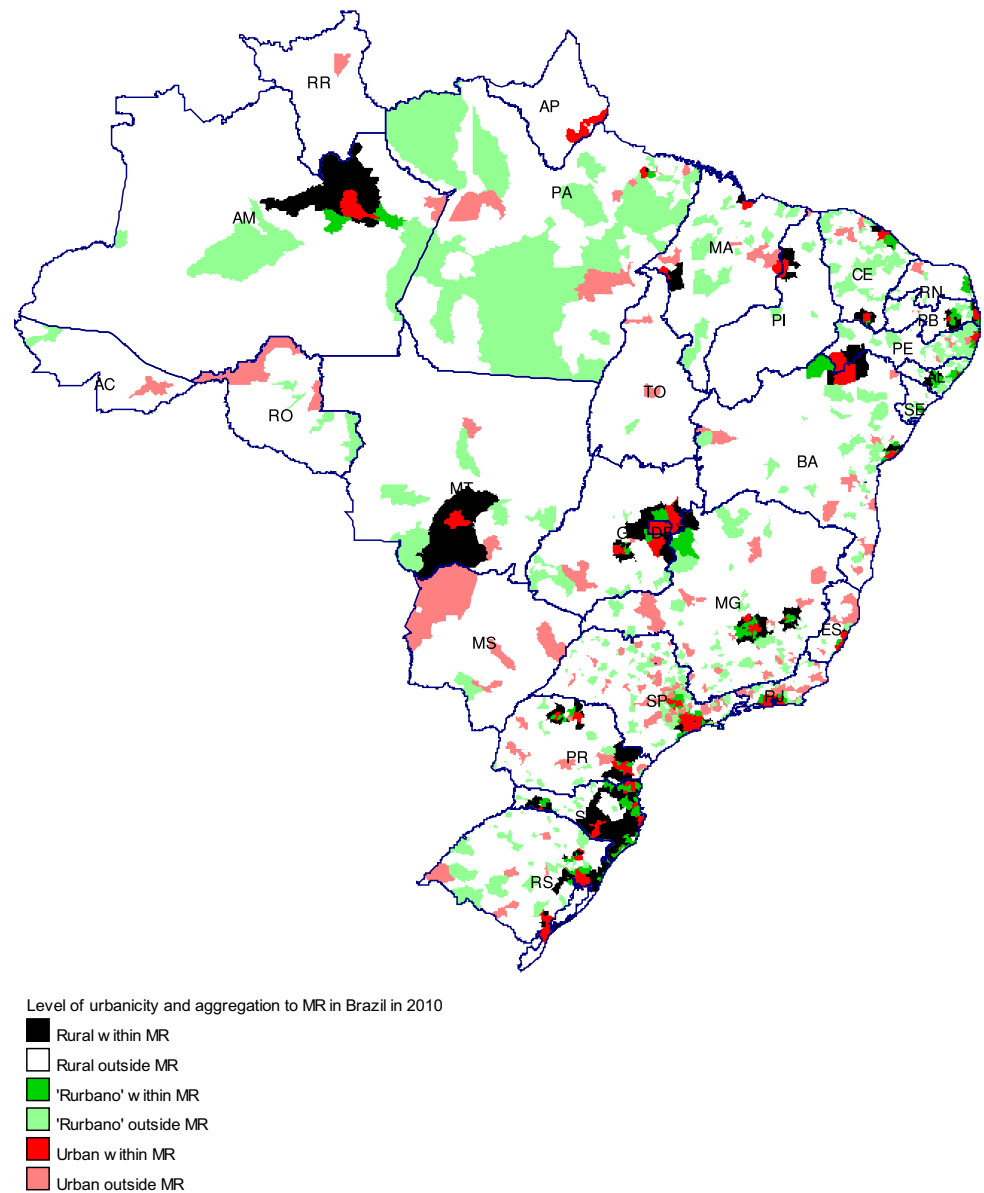 RR
AP
PA
AM
MA
CE
RN
PB
PI
PE
AC
TO
AL
SE
RO
BA
MT
G
DF
MG
ES
MS
SP
RJ
PR
S
RS
Level of urbanicity and aggregation to MR in Brazil in 2010
Rural within MR
Rural outside MR
'Rurbano' within MR
'Rurbano' outside MR
Urban within MR
Urban outside MR